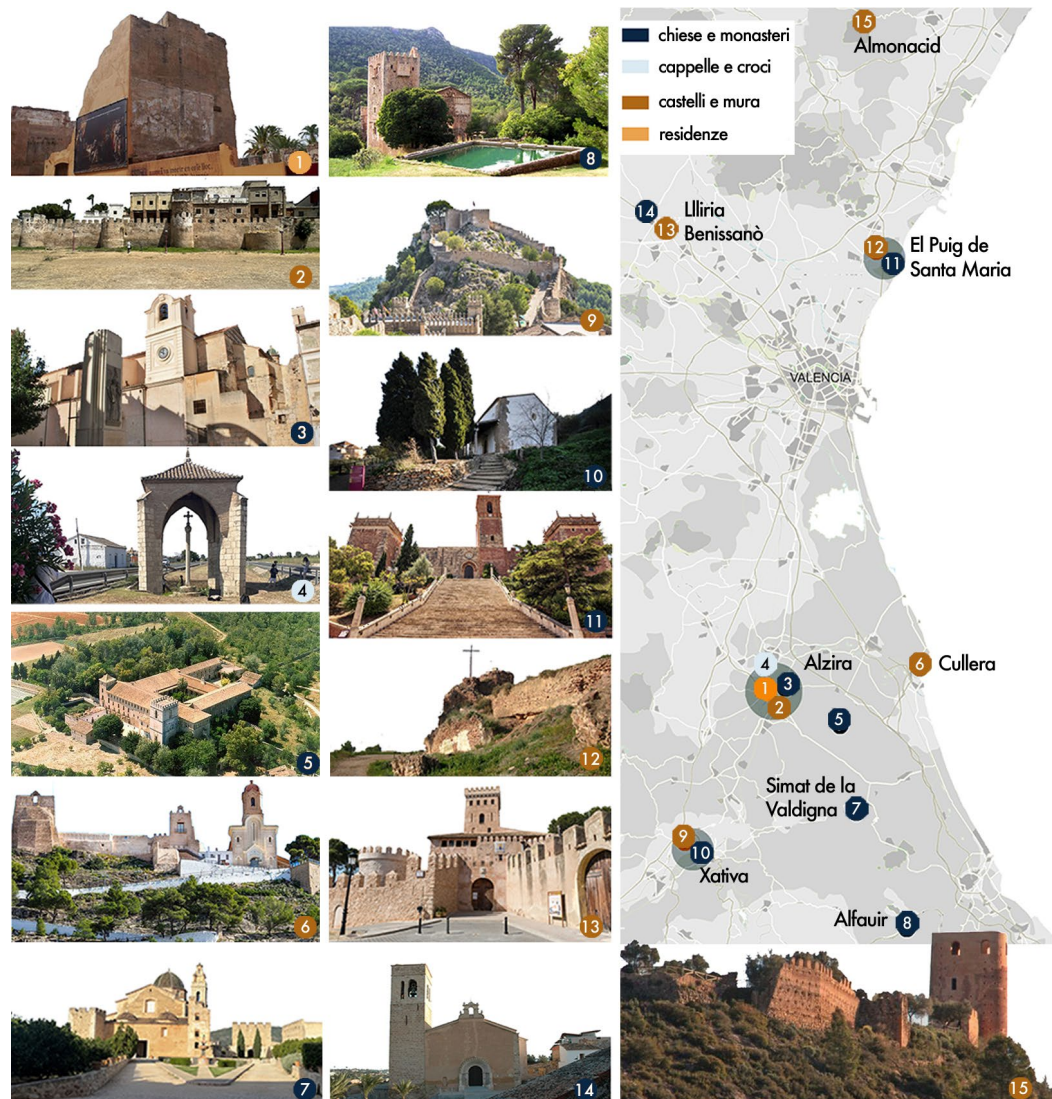 1
2
3
4
5
6
7
8
9
10
11
12
13
14
15
chiese e monasteri
cappelle e croci
castelli e mura
residenze
15
Almonacid
14
Llliria
13
Benissanò
12
El Puig de
11
Santa Maria
VALENCIA
4
Alzira
6
Cullera
1
3
2
5
Simat de la
Valdigna
7
9
10
Xativa
Alfauir
8